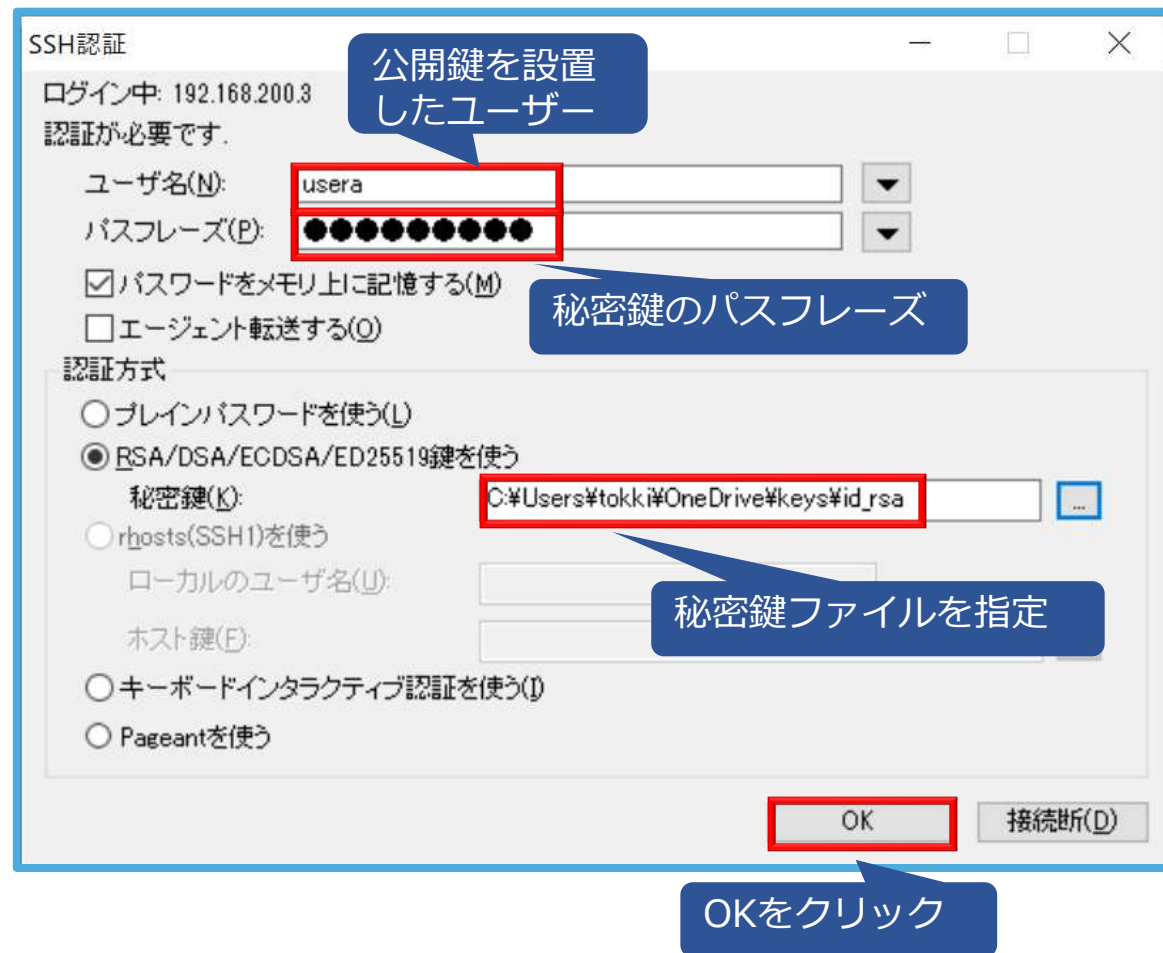 SSH認証
公開鍵を設置
したユーザー
ログイン中: 192.168.200.3
認証が必要です.
ユーザ名(N):
usera
パスフレーズ(P):
●●●●●●●●●
パスワードをメモリ上に記憶する(M)
秘密鍵のパスフレーズ
エージェント転送する(O)
認証方式
プレインパスワードを使う(L)
RSA/DSA/ECDSA/ED25519鍵を使う
秘密鍵(K):
C:¥Users¥tokki¥OneDrive¥keys¥id_rsa
...
rhosts(SSH1)を使う
ローカルのユーザ名(U):
秘密鍵ファイルを指定
ホスト鍵(F):
キーボードインタラクティブ認証を使う(I)
Pageantを使う
OK
接続断(D)
OKをクリック